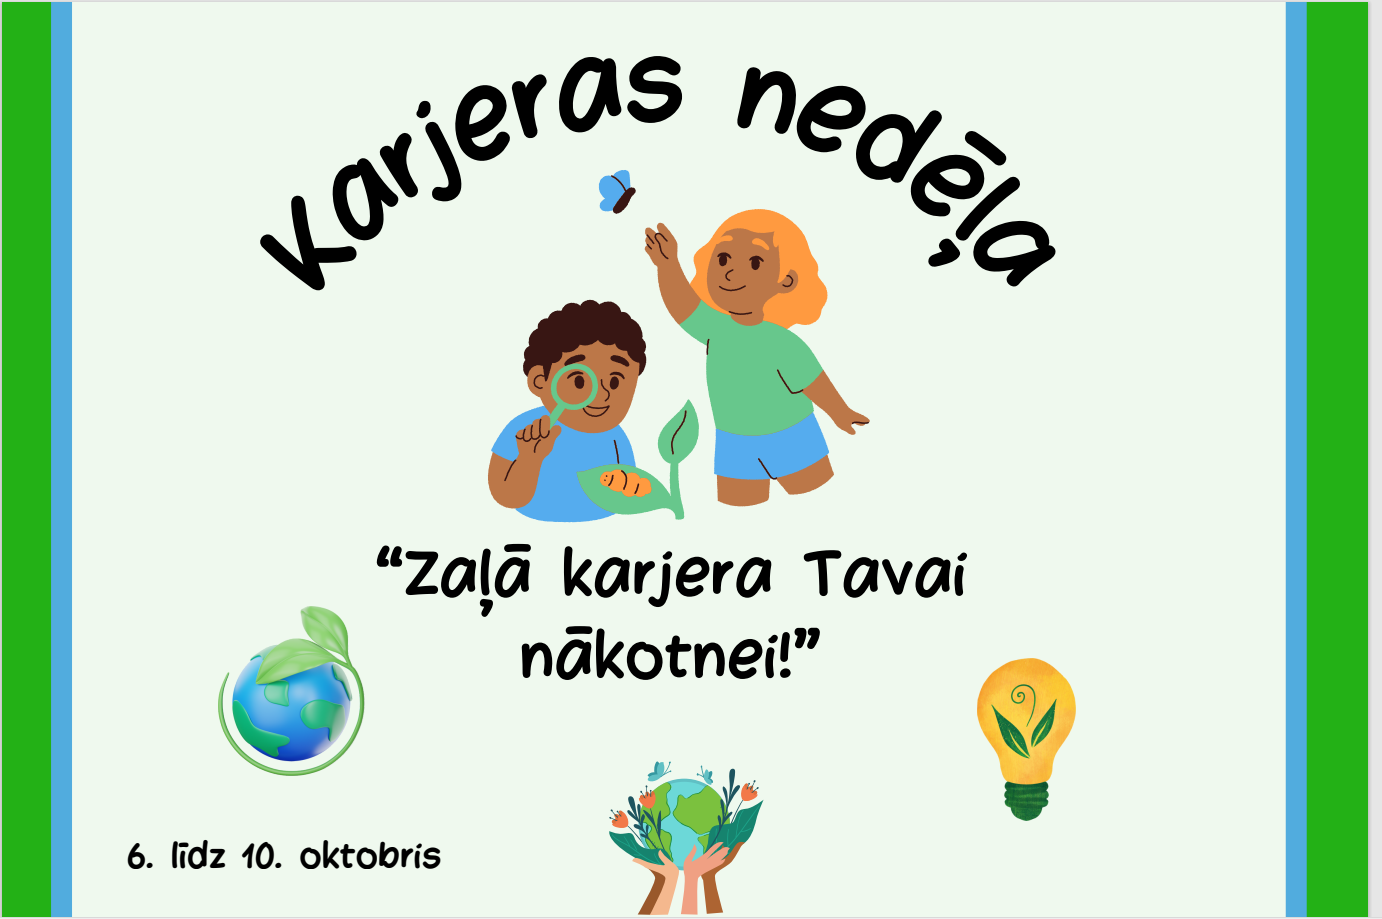 Karjeras nedēļa
“Zaļā karjera Tavai
nākotnei!”
6. līdz 10. oktobris